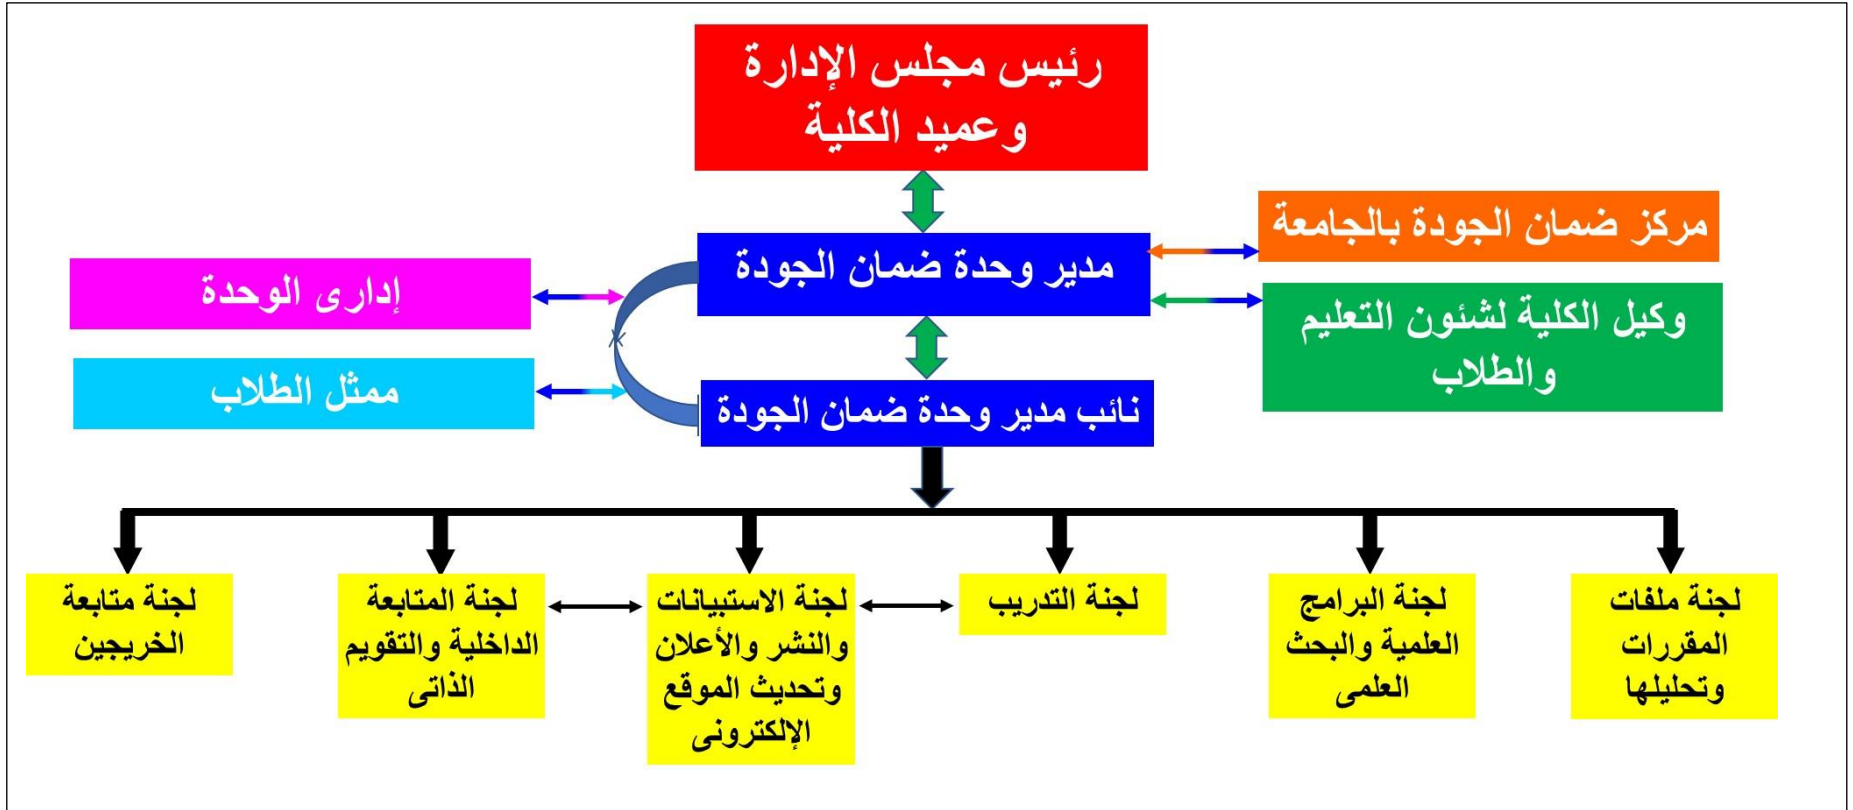 رئيس مجلس الإدارة
وعميد الكلية
مركز ضمان الجودة بالجامعة
مدير وحدة ضمان الجودة
إدارى الوحدة
وكيل الكلية لشئون التعليم
والطلاب
ممثل الطلاب
نائب مدير وحدة ضمان الجودة
لجنة ملفات
المقررات
وتحليلها
لجنة البرامج
العلمية والبحث
العلمى
لجنة التدريب
لجنة الاستبيانات
والنشر والأعلان
وتحديث الموقع
الإلكترونى
لجنة المتابعة
الداخلية والتقويم
الذاتى
لجنة متابعة
الخريجين